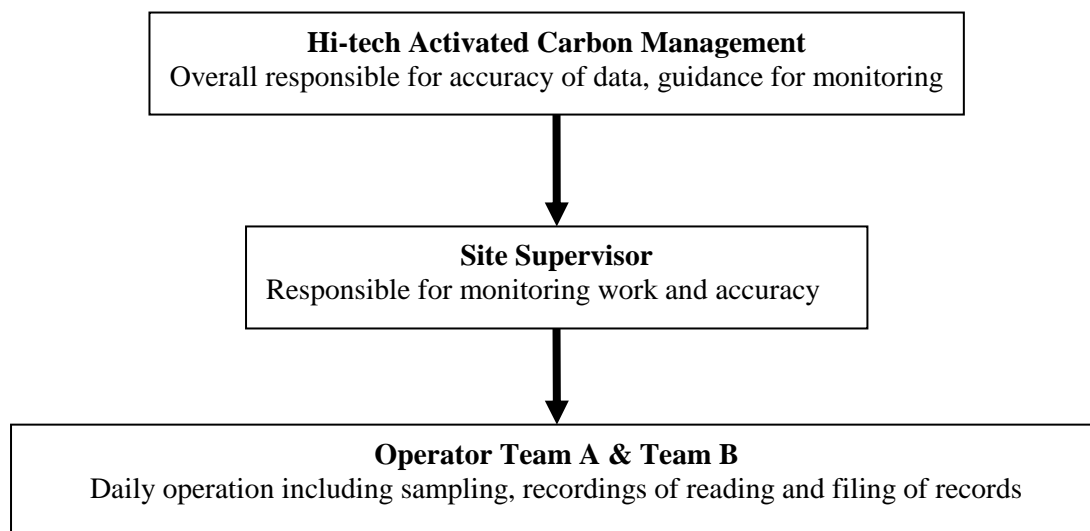 Hi-tech Activated Carbon Management
Overall responsible for accuracy of data, guidance for monitoring
Site Supervisor
Responsible for monitoring work and accuracy
Operator Team A & Team B
Daily operation including sampling, recordings of reading and filing of records